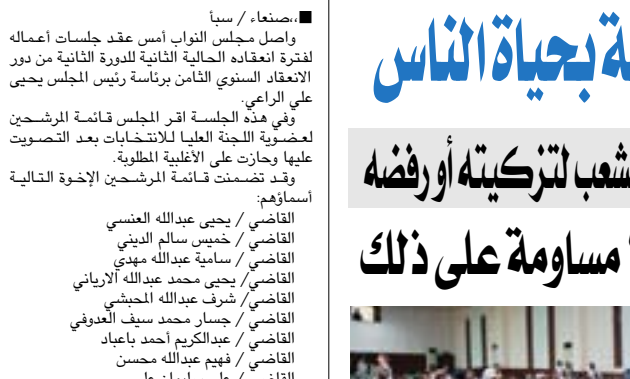 ة بحياة الناس
شعب لتزكيته أو رفضه
مساومة على ذلك
■،،صنعاء / سبأ
واصل مجلس النواب أمس عقد جلسات أعماله
لفترة انعقاده الحالية الثانية للدورة الثانية من دور
الانعقاد السنوي الثامن برئاسة رئيس المجلس يحيى
علي الراعي.
وفي هذه الجلسة اقر المجلس قائمة المرشحين
لعضوية اللجنة العليا للانتخابات بعد التصويت
عليها وحازت على الأغلبية المطلوبة.
وقد تضمنت قائمة المرشحين الإخوة التالية
أسماؤهم:
القاضي / يحيى عبدالله العنسي
القاضي / خميس سالم الديني
القاضي / سامية عبدالله مهدي
القاضي/ يحيى محمد عبدالله الارياني
القاضي/ شرف عبدالله المحبشي
القاضي / جسار محمد سيف العدوفي
القاضي / عبدالكريم أحمد باعباد
القاضي / فهيم عبدالله محسن